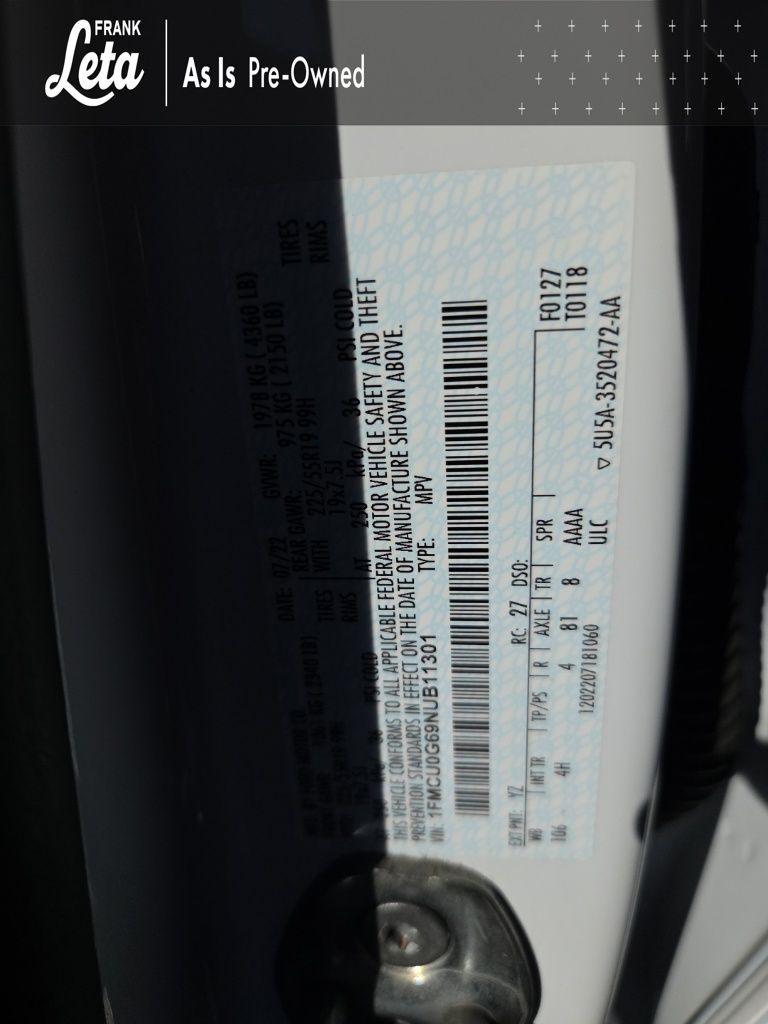 FRANK
Leta
As Is Pre-Owned
DATE: 07/22 GVWR: 1978 KG ( 4360 LB)
REAR GAWR: 975 KG ( 2150 LB)
TIRES WITH 225/55R19 99H TIRES
RIMS 19x7.5J RIMS
PSI COLD AT 250 kPa/ 36 PSI COLD
THIS VEHICLE CONFORMS TO ALL APPLICABLE FEDERAL MOTOR VEHICLE SAFETY AND THEFT
PREVENTION STANDARDS IN EFFECT ON THE DATE OF MANUFACTURE SHOWN ABOVE.
VIN: 1FMCU0G69NUB11301 TYPE: MPV
EXT PNT: YZ RC: 27 DSO:
WB INT TR TP/PS R AXLE TR SPR F0127
106 4H 4 81 8 AAAA T0118
ULC
1202207181060 5U5A-3520472-AA